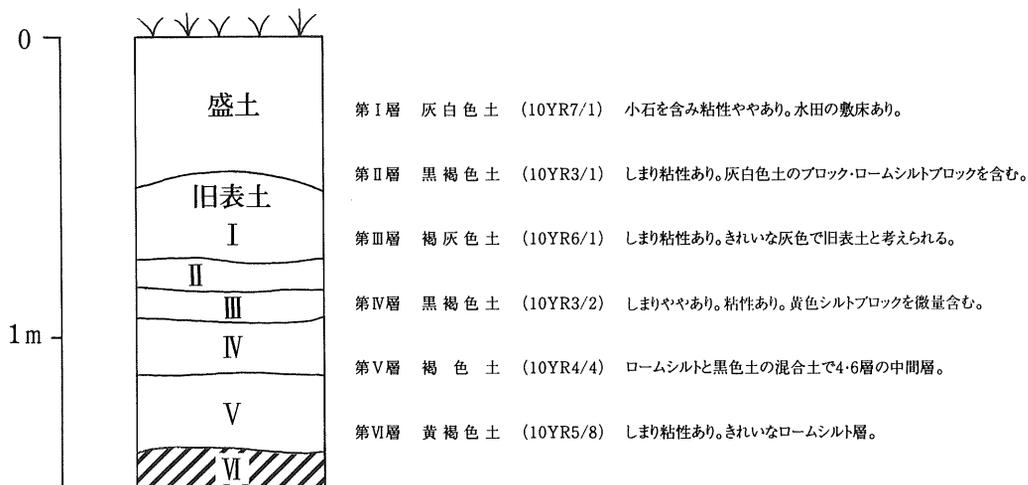 0
盛土
旧表土
Ⅰ
Ⅱ
Ⅲ
1m
Ⅳ
Ⅴ
Ⅵ
第Ⅰ層 灰白色土 (10YR7/1) 小石を含み粘性ややあり。水田の敷床あり。
第Ⅱ層 黒褐色土 (10YR3/1) しまり粘性あり。灰白色土のブロック・ロームシルトブロックを含む。
第Ⅲ層 褐灰色土 (10YR6/1) しまり粘性あり。きれいな灰色で旧表土と考えられる。
第Ⅳ層 黒褐色土 (10YR3/2) しまりややあり。粘性あり。黄色シルトブロックを微量含む。
第Ⅴ層 褐色土 (10YR4/4) ロームシルトと黒色土の混合土で4・6層の中間層。
第Ⅵ層 黄褐色土 (10YR5/8) しまり粘性あり。きれいなロームシルト層。